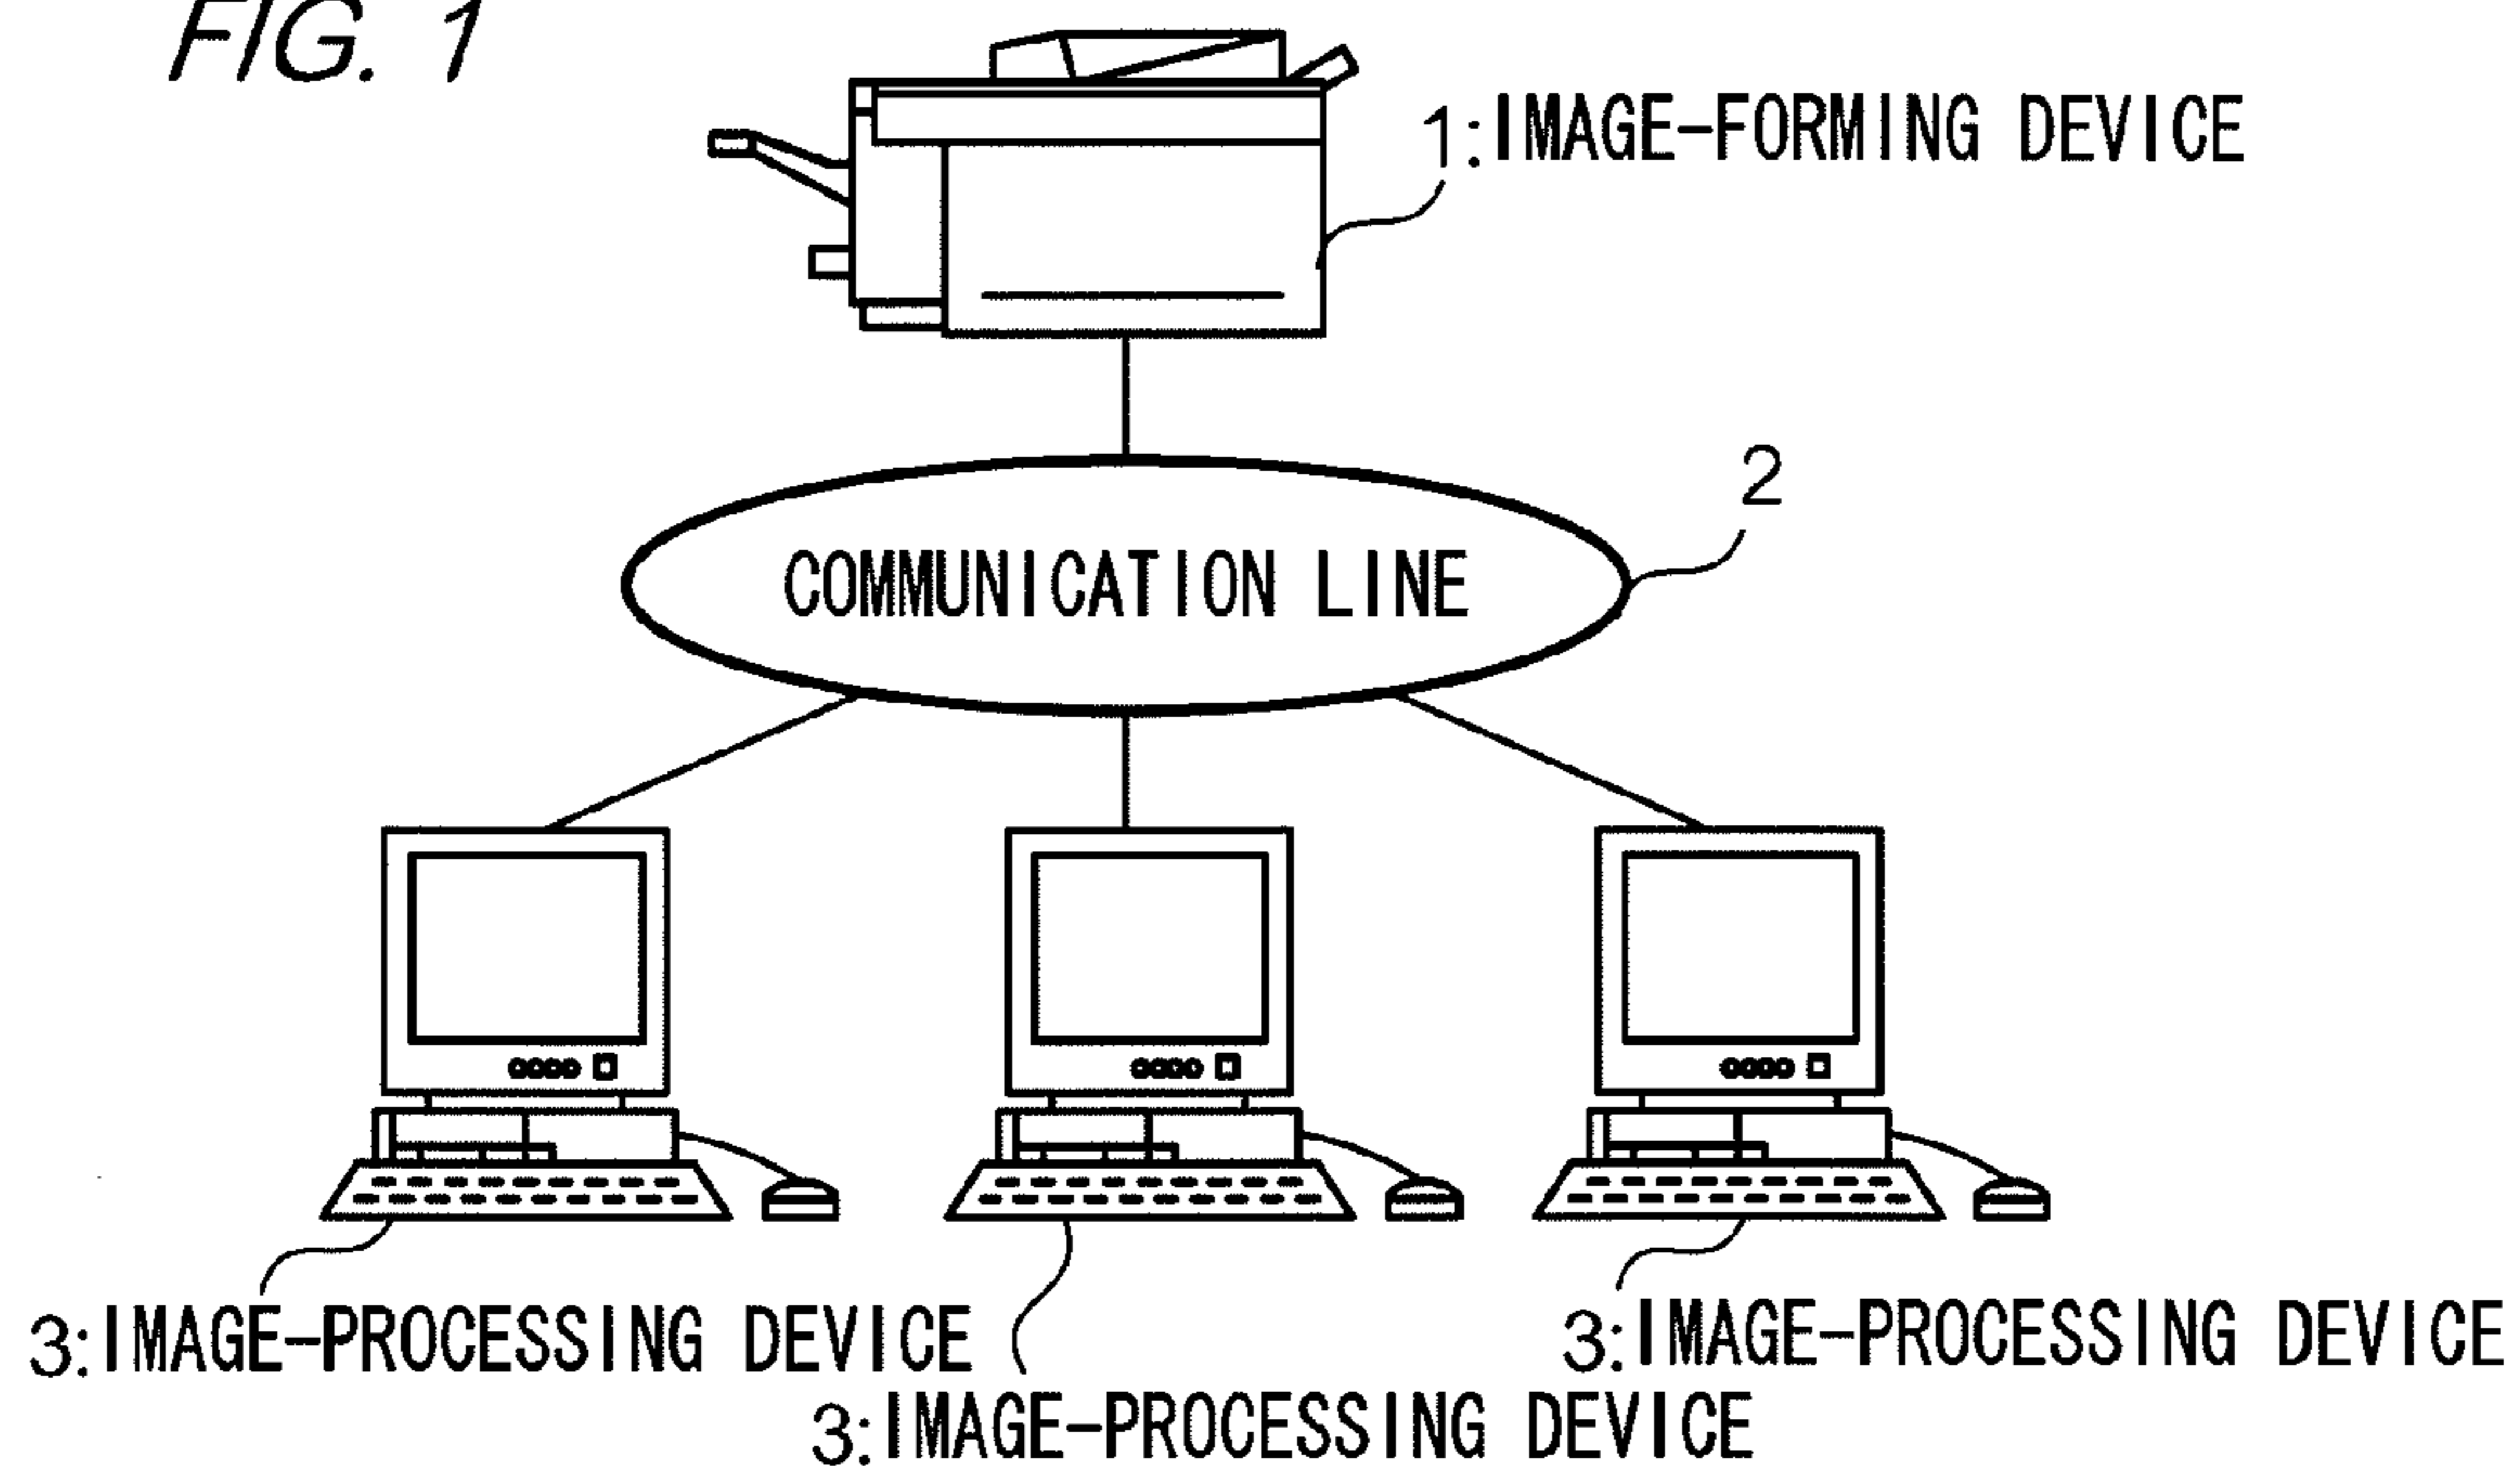 FIG. 1
1:IMAGE-FORMING DEVICE
2
COMMUNICATION LINE
3:IMAGE-PROCESSING DEVICE
3:IMAGE-PROCESSING DEVICE
3:IMAGE-PROCESSING DEVICE